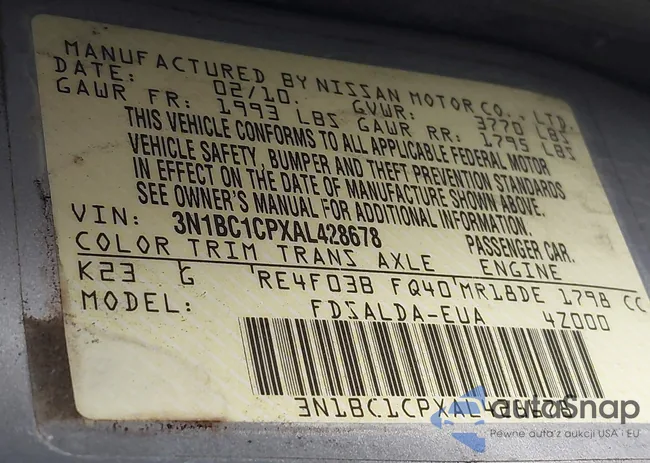 MANUFACTURED BY NISSAN MOTOR CO., LTD.
DATE: 02/10. GVWR: 3770 LBS
GAWR FR: 1993 LBS GAWR RR: 1795 LBS
THIS VEHICLE CONFORMS TO ALL APPLICABLE FEDERAL MOTOR
VEHICLE SAFETY, BUMPER AND THEFT PREVENTION STANDARDS
IN EFFECT ON THE DATE OF MANUFACTURE SHOWN ABOVE.
SEE OWNER'S MANUAL FOR ADDITIONAL INFORMATION.
VIN: 3N1BC1CPXAL428678 PASSENGER CAR.
COLOR TRIM TRANS AXLE ENGINE
K23 G RE4F03B FQ40 MR18DE 1798 CC
MODEL: FDSALDA-EUA 4Z000
3N1BC1CPXAL428678
autoSnap
Pewne auta z aukcji USA i EU